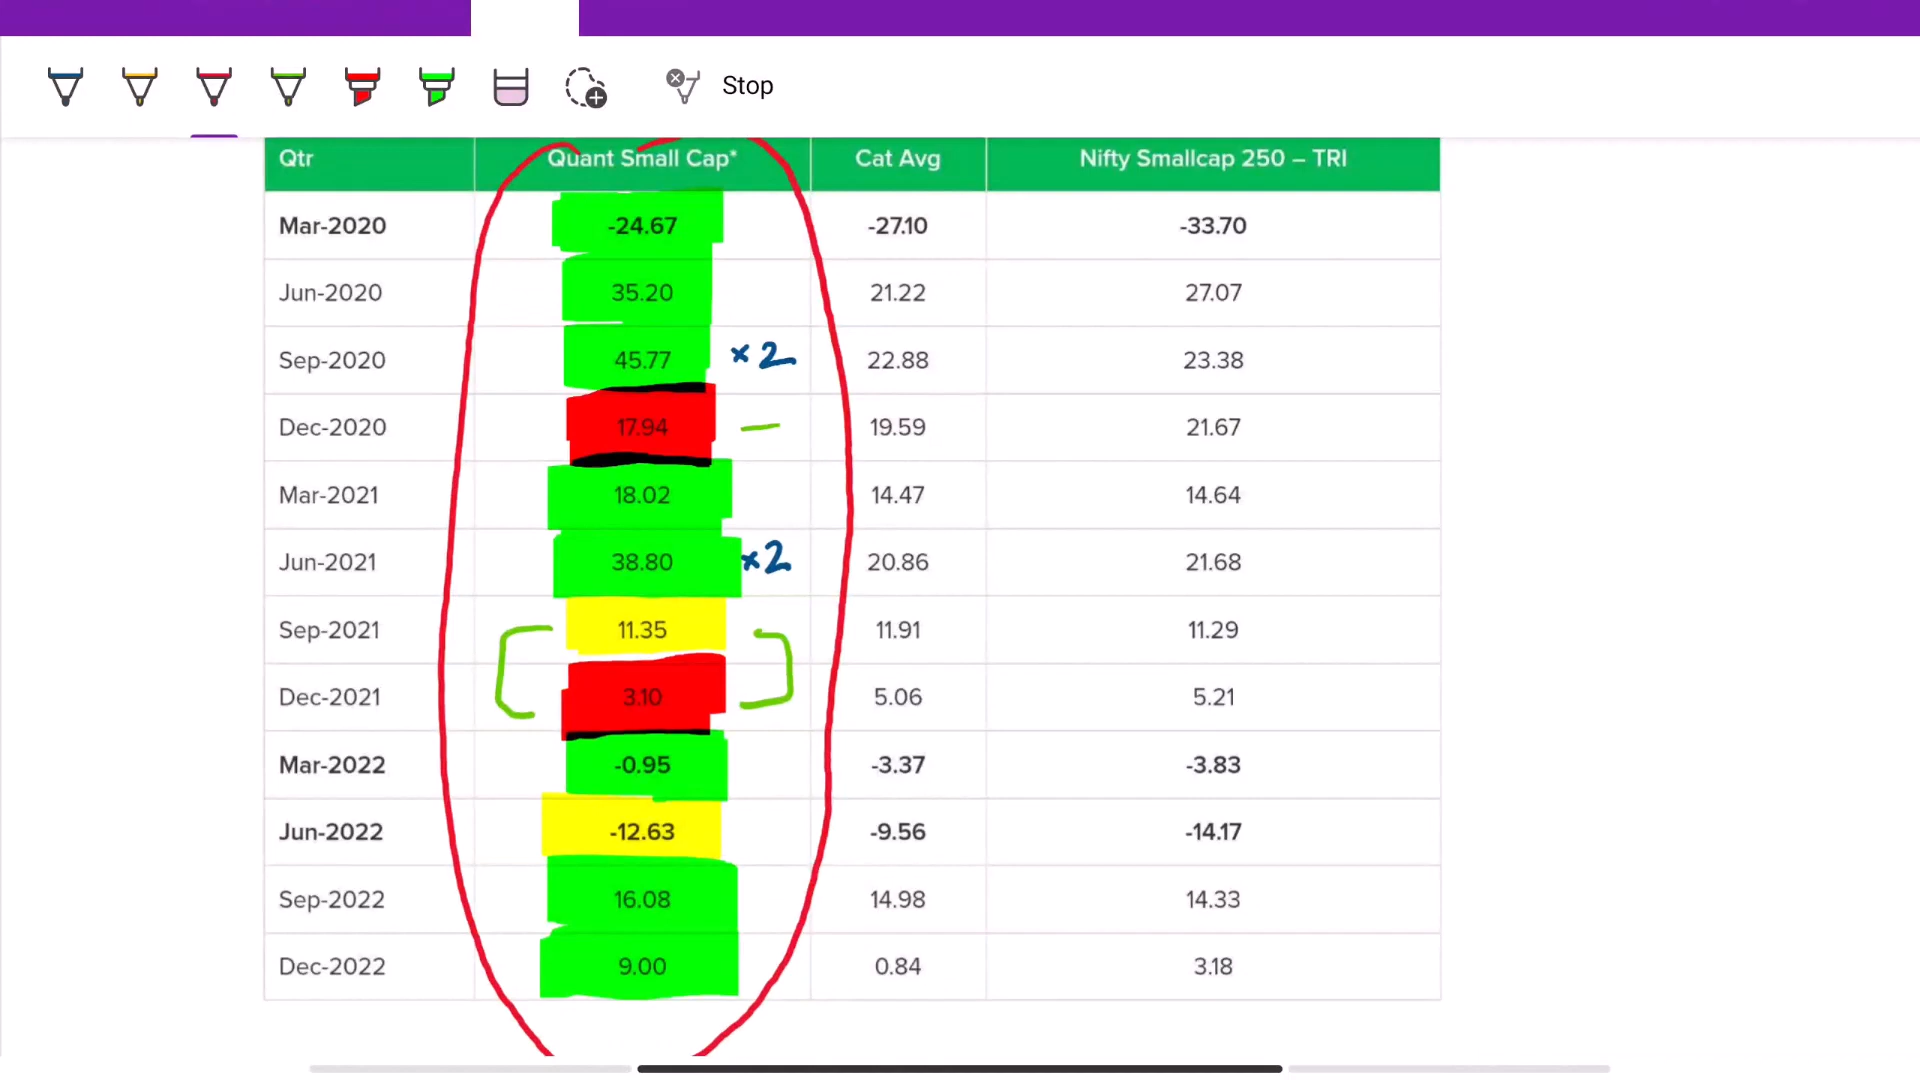 Stop
Qtr Quant Small Cap* Cat Avg Nifty Smallcap 250 – TRI
Mar-2020 -24.67 -27.10 -33.70
Jun-2020 35.20 21.22 27.07
Sep-2020 45.77 ×2 22.88 23.38
Dec-2020 17.94 19.59 21.67
Mar-2021 18.02 14.47 14.64
Jun-2021 38.80 ×2 20.86 21.68
Sep-2021 11.35 11.91 11.29
Dec-2021 3.10 5.06 5.21
Mar-2022 -0.95 -3.37 -3.83
Jun-2022 -12.63 -9.56 -14.17
Sep-2022 16.08 14.98 14.33
Dec-2022 9.00 0.84 3.18